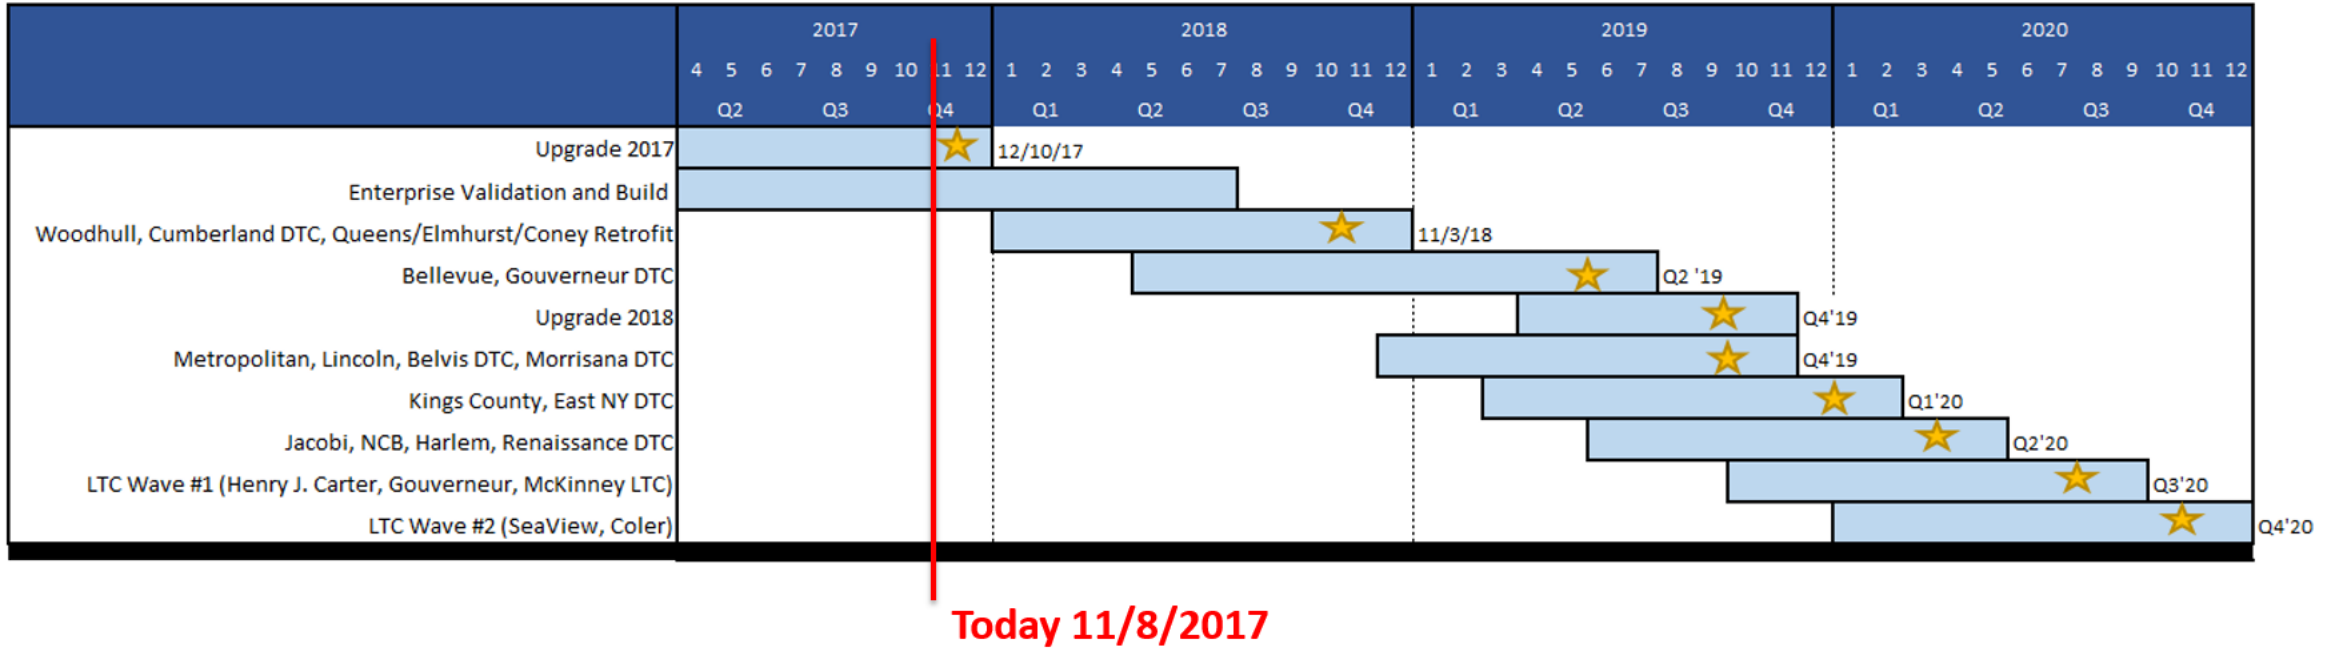 2017 2018 2019 2020
4 5 6 7 8 9 10 11 12 1 2 3 4 5 6 7 8 9 10 11 12 1 2 3 4 5 6 7 8 9 10 11 12 1 2 3 4 5 6 7 8 9 10 11 12
Q2 Q3 Q4 Q1 Q2 Q3 Q4 Q1 Q2 Q3 Q4 Q1 Q2 Q3 Q4
Upgrade 2017 12/10/17
Enterprise Validation and Build
Woodhull, Cumberland DTC, Queens/Elmhurst/Coney Retrofit 11/3/18
Bellevue, Gouverneur DTC Q2 '19
Upgrade 2018 Q4'19
Metropolitan, Lincoln, Belvis DTC, Morrisana DTC Q4'19
Kings County, East NY DTC Q1'20
Jacobi, NCB, Harlem, Renaissance DTC Q2'20
LTC Wave #1 (Henry J. Carter, Gouverneur, McKinney LTC) Q3'20
LTC Wave #2 (SeaView, Coler) Q4'20
Today 11/8/2017